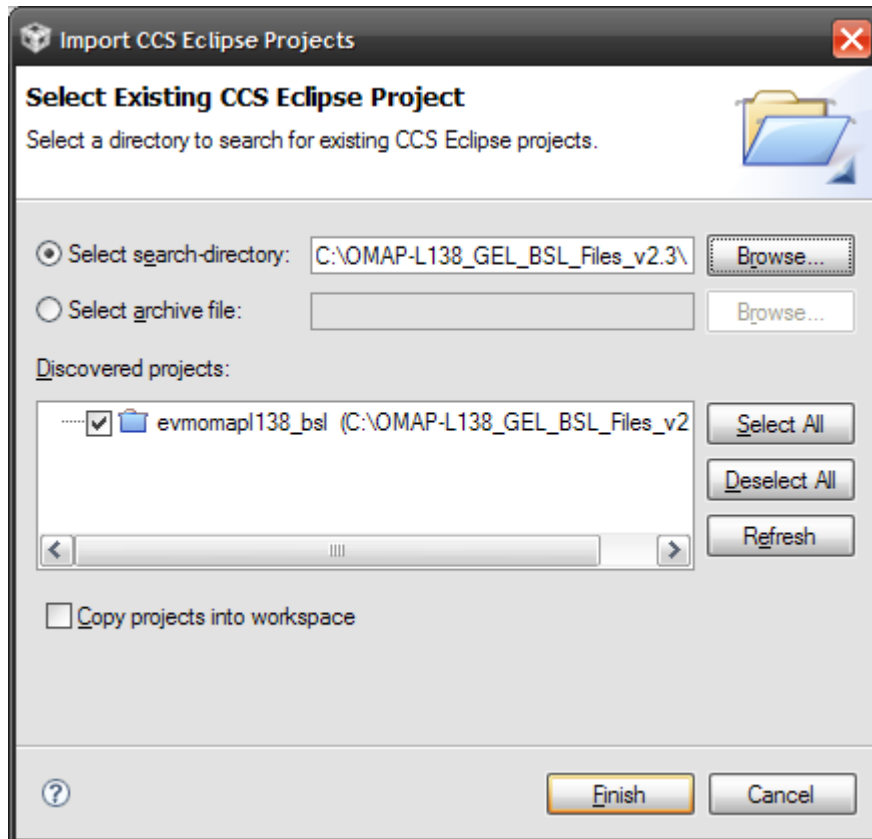 Import CCS Eclipse Projects
Select Existing CCS Eclipse Project
Select a directory to search for existing CCS Eclipse projects.
Select search-directory: C:\OMAP-L138_GEL_BSL_Files_v2.3\ Browse...
Select archive file: Browse...
Discovered projects:
evmomapl138_bsl (C:\OMAP-L138_GEL_BSL_Files_v2
Select All
Deselect All
Refresh
Copy projects into workspace
? Finish Cancel